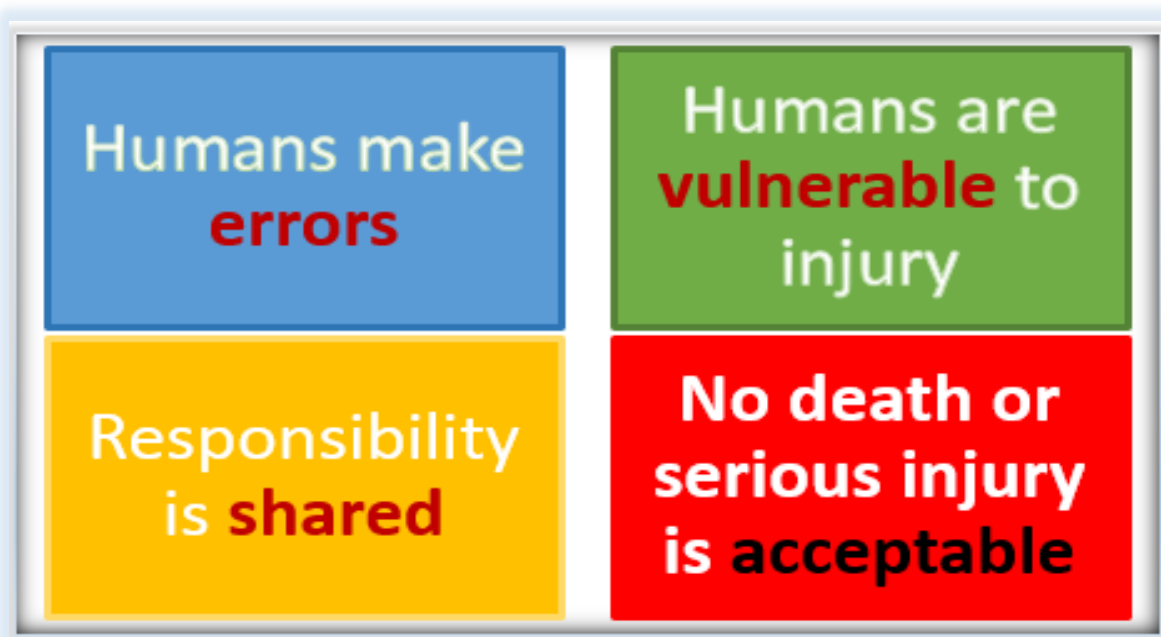 Humans make
errors
Humans are
vulnerable to
injury
Responsibility
is shared
No death or
serious injury
is acceptable